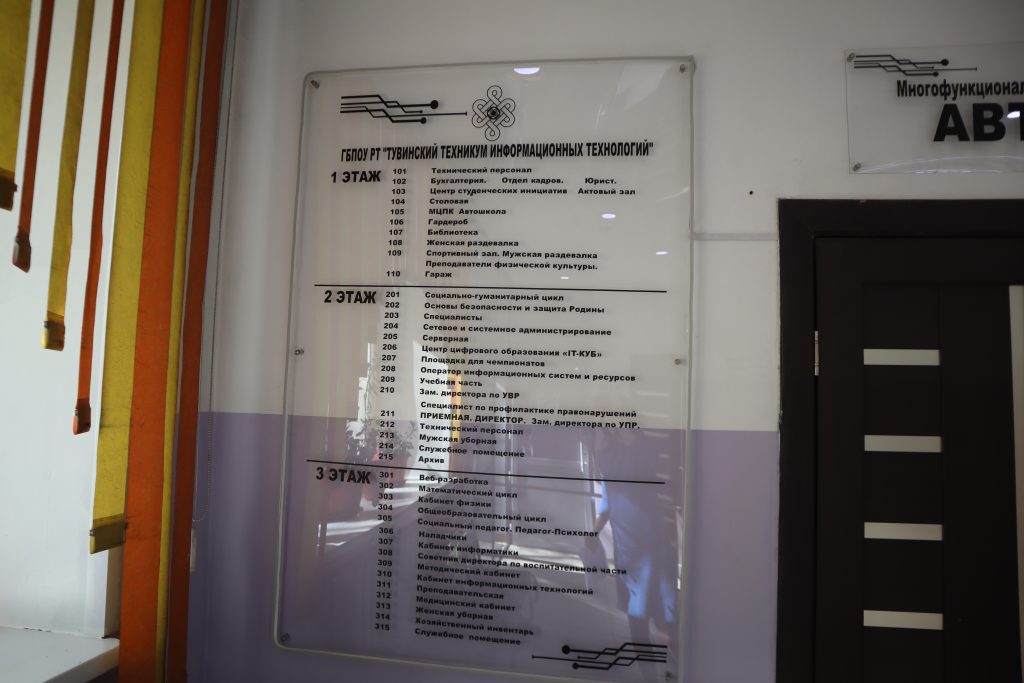 ГБПОУ РТ "ТУВИНСКИЙ ТЕХНИКУМ ИНФОРМАЦИОННЫХ ТЕХНОЛОГИЙ"
1 ЭТАЖ
101 Технический персонал
102 Бухгалтерия. Отдел кадров. Юрист.
103 Центр студенческих инициатив Актовый зал
104 Столовая
105 МЦПК Автошкола
106 Гардероб
107 Библиотека
108 Женская раздевалка
109 Спортивный зал. Мужская раздевалка
Преподаватели физической культуры.
110 Гараж
2 ЭТАЖ
201 Социально-гуманитарный цикл
202 Основы безопасности и защита Родины
203 Специалисты
204 Сетевое и системное администрирование
205 Серверная
206 Центр цифрового образования «IT-КУБ»
207 Площадка для чемпионатов
208 Оператор информационных систем и ресурсов
209 Учебная часть
210 Зам. директора по УВР
Специалист по профилактике правонарушений
211 ПРИЕМНАЯ. ДИРЕКТОР. Зам. директора по УПР.
212 Технический персонал
213 Мужская уборная
214 Служебное помещение
215 Архив
3 ЭТАЖ
301 Веб-разработка
302 Математический цикл
303 Кабинет физики
304 Общеобразовательный цикл
305 Социальный педагог. Педагог-Психолог
306 Наладчики
307 Кабинет информатики
308 Советник директора по воспитательной части
309 Методический кабинет
310 Кабинет информационных технологий
311 Преподавательская
312 Медицинский кабинет
313 Женская уборная
314 Хозяйственный инвентарь
315 Служебное помещение
Многофункционал
АВТ